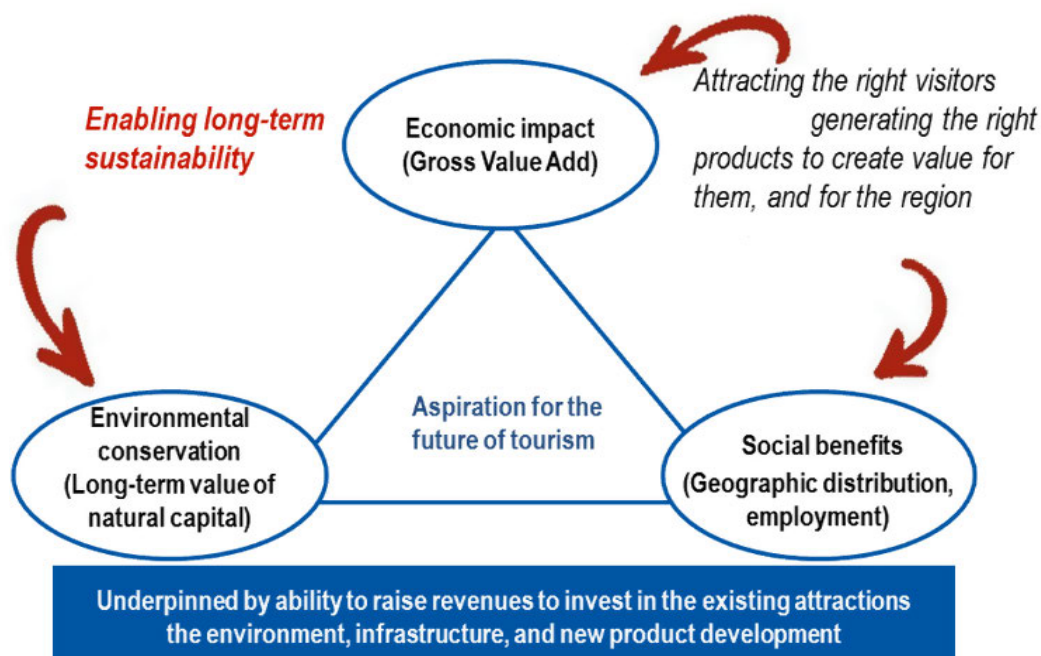 Enabling long-term
sustainability
Economic impact
(Gross Value Add)
Attracting the right visitors
generating the right
products to create value for
them, and for the region
Aspiration for the
future of tourism
Environmental
conservation
(Long-term value of
natural capital)
Social benefits
(Geographic distribution,
employment)
Underpinned by ability to raise revenues to invest in the existing attractions
the environment, infrastructure, and new product development